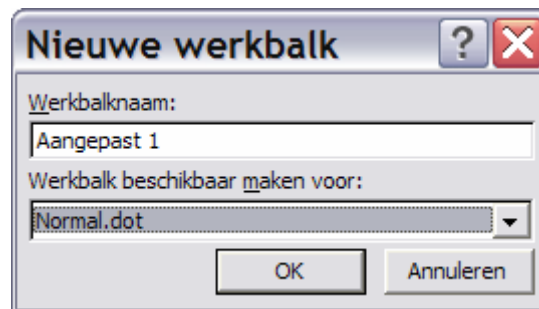 Nieuwe werkbalk ?
Werkbalknaam:
Aangepast 1
Werkbalk beschikbaar maken voor:
Normal.dot
OK Annuleren